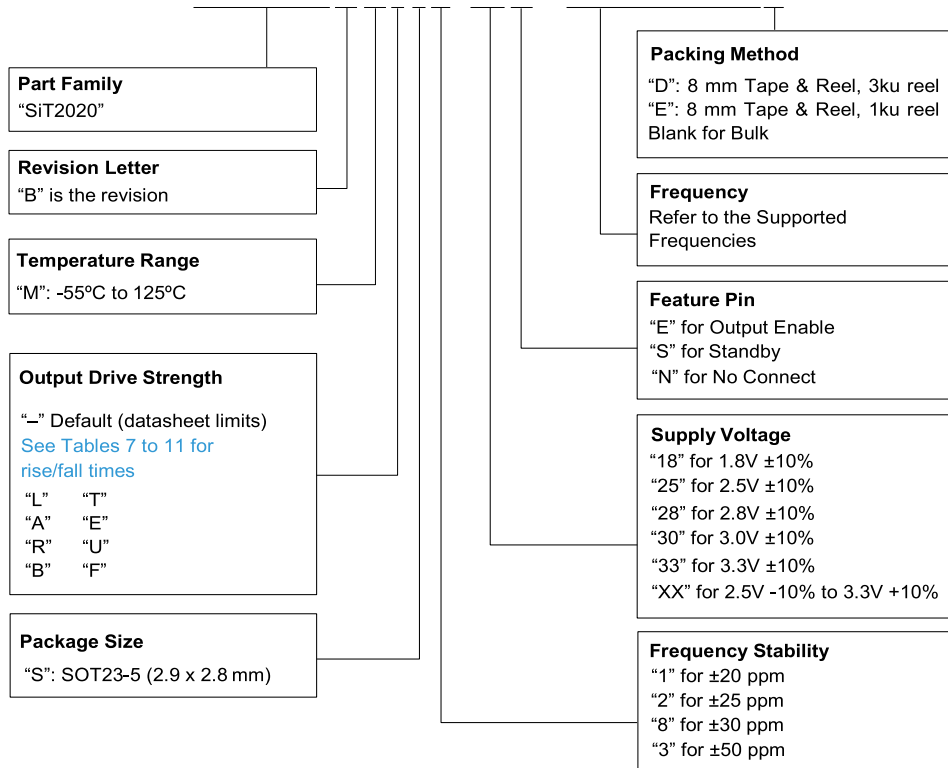 Part Family
“SiT2020”
Revision Letter
“B” is the revision
Temperature Range
“M”: -55ºC to 125ºC
Output Drive Strength
“–” Default (datasheet limits)
See Tables 7 to 11 for
rise/fall times
“L” “T”
“A” “E”
“R” “U”
“B” “F”
Package Size
“S”: SOT23-5 (2.9 x 2.8 mm)
Packing Method
“D”: 8 mm Tape & Reel, 3ku reel
“E”: 8 mm Tape & Reel, 1ku reel
Blank for Bulk
Frequency
Refer to the Supported
Frequencies
Feature Pin
“E” for Output Enable
“S” for Standby
“N” for No Connect
Supply Voltage
“18” for 1.8V ±10%
“25” for 2.5V ±10%
“28” for 2.8V ±10%
“30” for 3.0V ±10%
“33” for 3.3V ±10%
“XX” for 2.5V -10% to 3.3V +10%
Frequency Stability
“1” for ±20 ppm
“2” for ±25 ppm
“8” for ±30 ppm
“3” for ±50 ppm